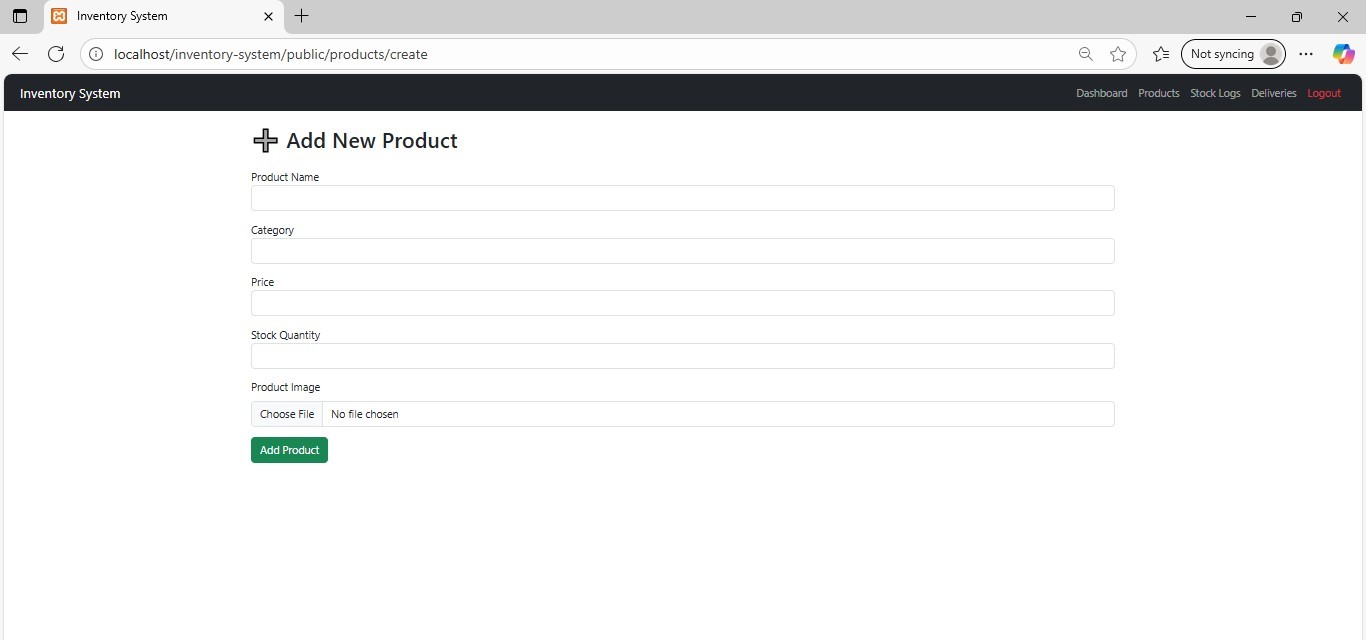 Inventory System
localhost/inventory-system/public/products/create
Not syncing
Inventory System
Dashboard Products Stock Logs Deliveries Logout
Add New Product
Product Name
Category
Price
Stock Quantity
Product Image
Choose File No file chosen
Add Product